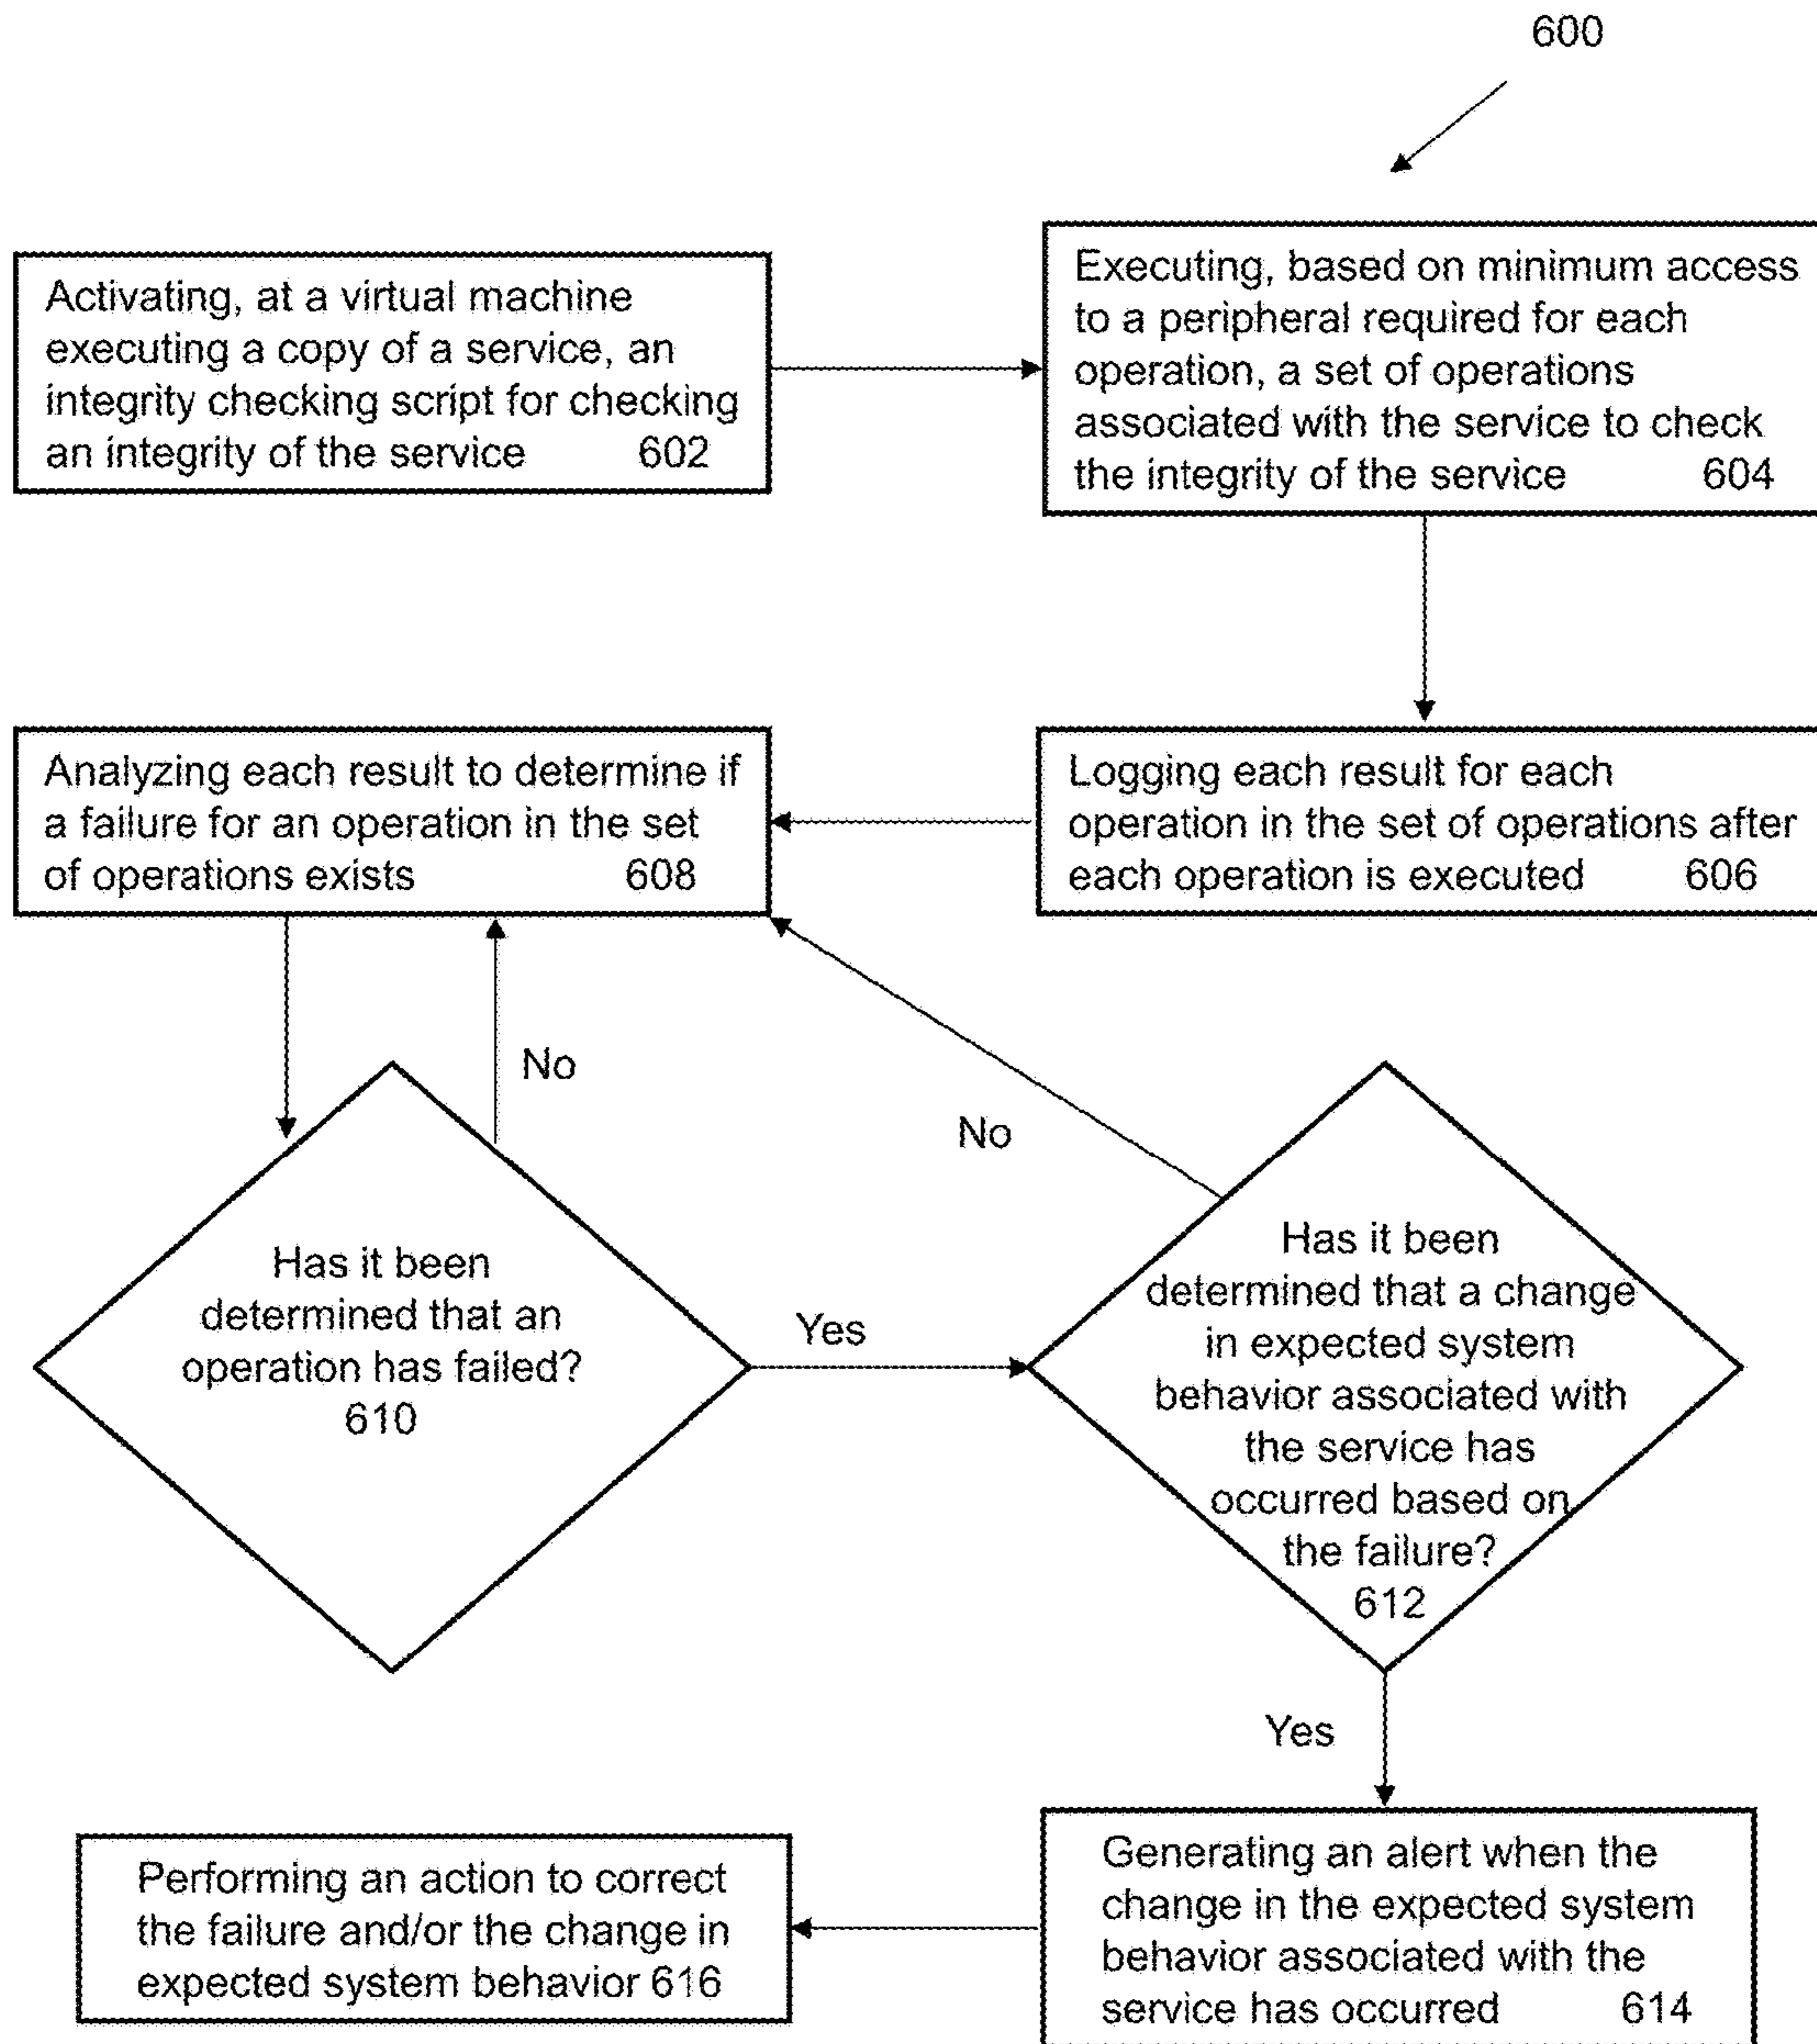 600
Activating, at a virtual machine
executing a copy of a service, an
integrity checking script for checking
an integrity of the service 602
Executing, based on minimum access
to a peripheral required for each
operation, a set of operations
associated with the service to check
the integrity of the service 604
Analyzing each result to determine if
a failure for an operation in the set
of operations exists 608
Logging each result for each
operation in the set of operations after
each operation is executed 606
No
No
Has it been
determined that an
operation has failed?
610
Yes
Has it been
determined that a change
in expected system
behavior associated with
the service has
occurred based on
the failure?
612
Yes
Performing an action to correct
the failure and/or the change in
expected system behavior 616
Generating an alert when the
change in the expected system
behavior associated with the
service has occurred 614